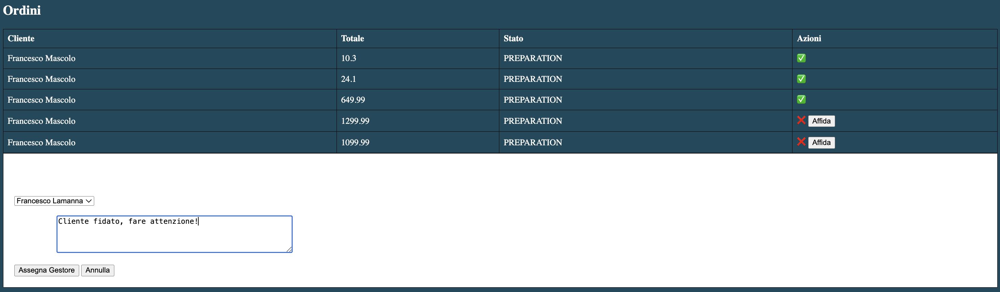 Ordini
Cliente Totale Stato Azioni
Francesco Mascolo 10.3 PREPARATION ✅
Francesco Mascolo 24.1 PREPARATION ✅
Francesco Mascolo 649.99 PREPARATION ✅
Francesco Mascolo 1299.99 PREPARATION ❌ Affida
Francesco Mascolo 1099.99 PREPARATION ❌ Affida
Francesco Lamanna
Cliente fidato, fare attenzione!
Assegna Gestore Annulla